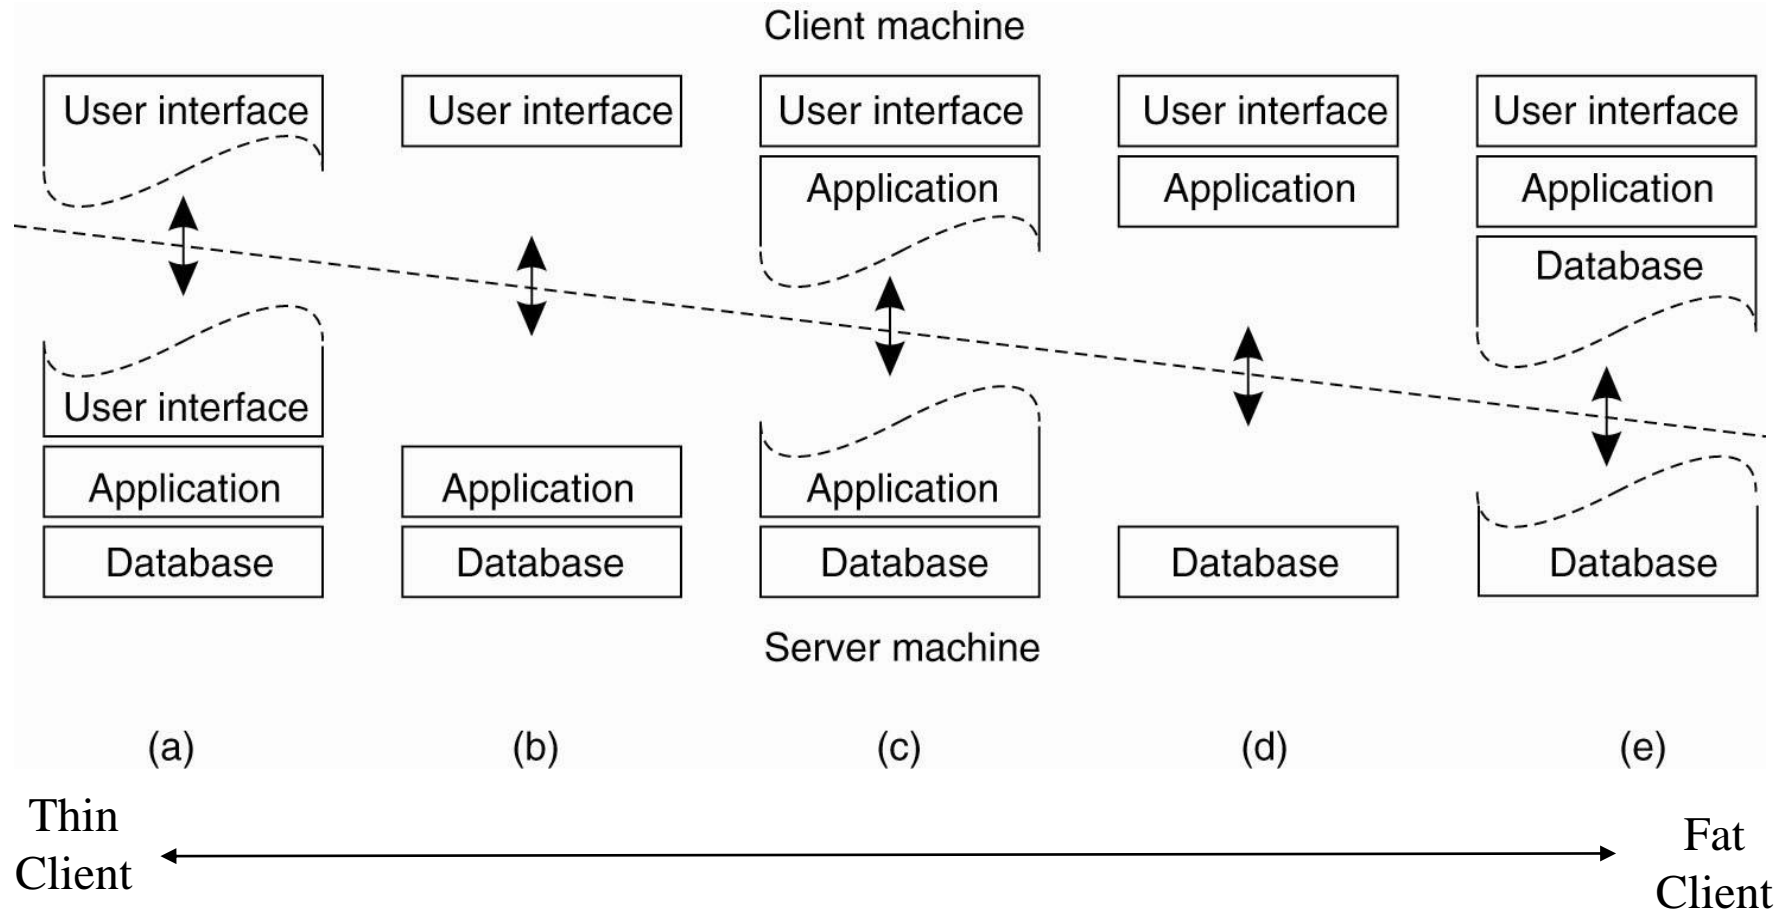 Client machine
User interface User interface User interface User interface User interface
Application Application Application
Database
User interface
Application Application Application
Database Database Database Database Database
Server machine
(a) (b) (c) (d) (e)
Thin
Client
Fat
Client